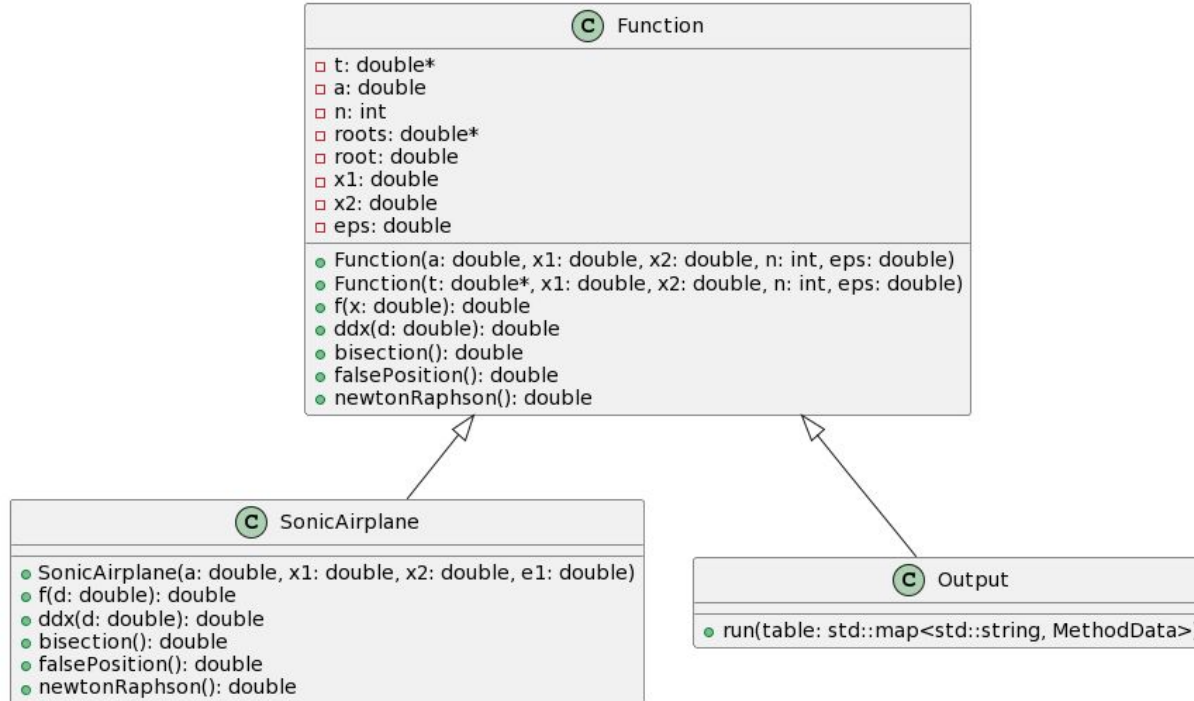 C Function
t: double*
a: double
n: int
roots: double*
root: double
x1: double
x2: double
eps: double
Function(a: double, x1: double, x2: double, n: int, eps: double)
Function(t: double*, x1: double, x2: double, n: int, eps: double)
f(x: double): double
ddx(d: double): double
bisection(): double
falsePosition(): double
newtonRaphson(): double
C SonicAirplane
SonicAirplane(a: double, x1: double, x2: double, e1: double)
f(d: double): double
ddx(d: double): double
bisection(): double
falsePosition(): double
newtonRaphson(): double
C Output
run(table: std::map<std::string, MethodData>